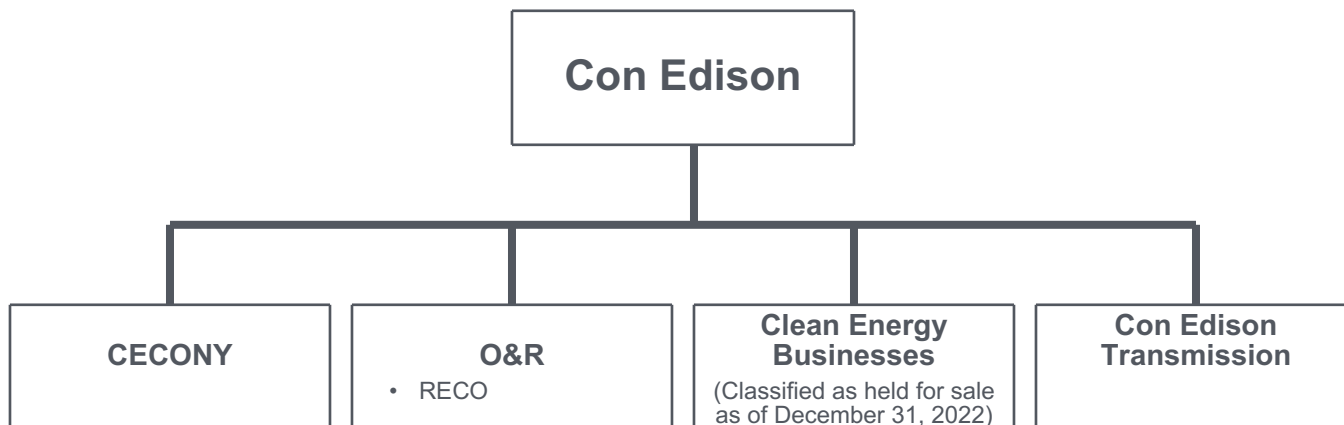 Con Edison
CECONY
O&R
• RECO
Clean Energy
Businesses
(Classified as held for sale
as of December 31, 2022)
Con Edison
Transmission